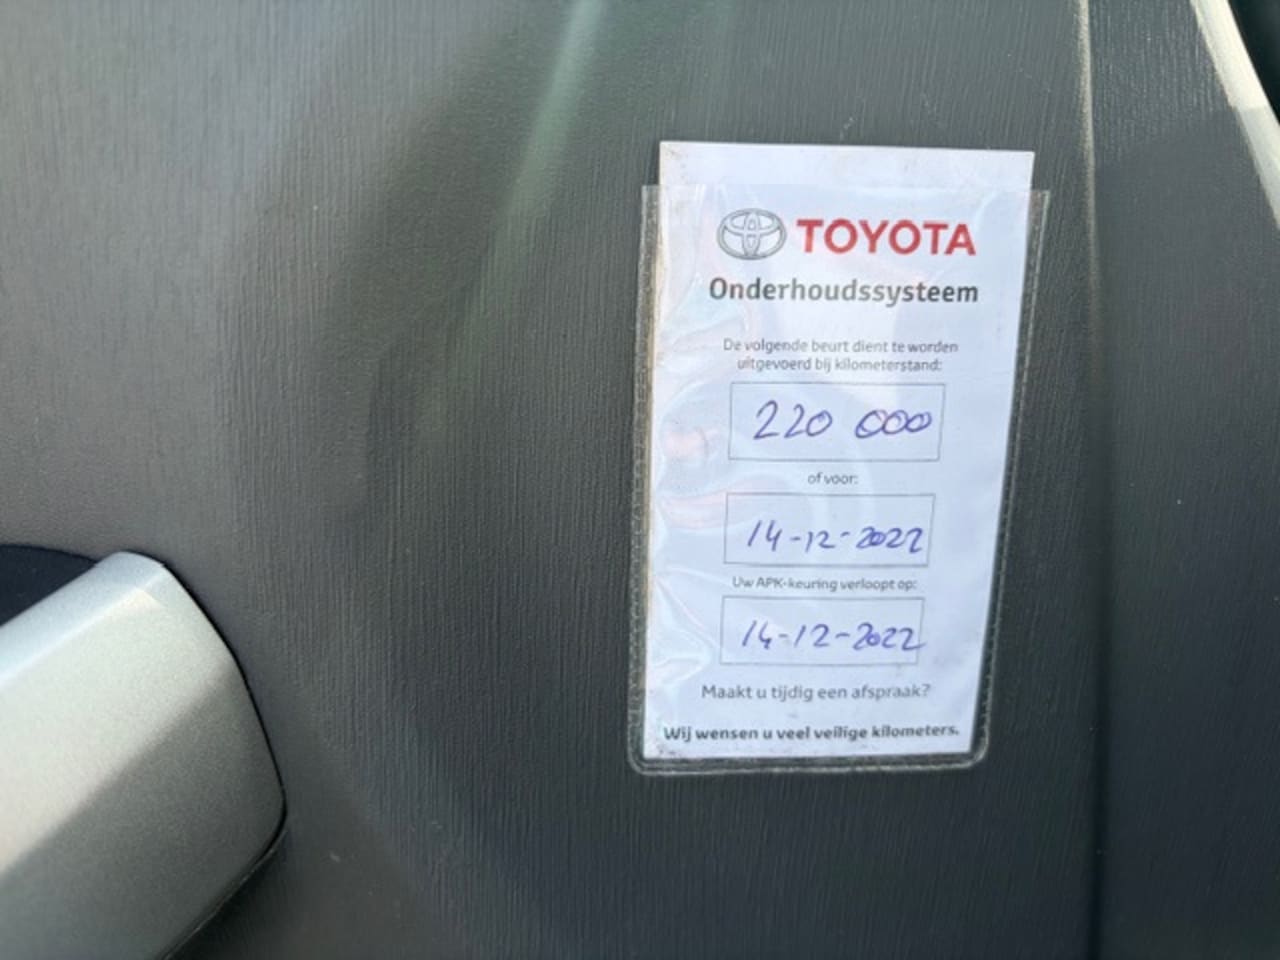 TOYOTA
Onderhoudssysteem
De volgende beurt dient te worden
uitgevoerd bij kilometerstand:
220 000
of voor:
14-12-2022
Uw APK-keuring verloopt op:
14-12-2022
Maakt u tijdig een afspraak?
Wij wensen u veel veilige kilometers.